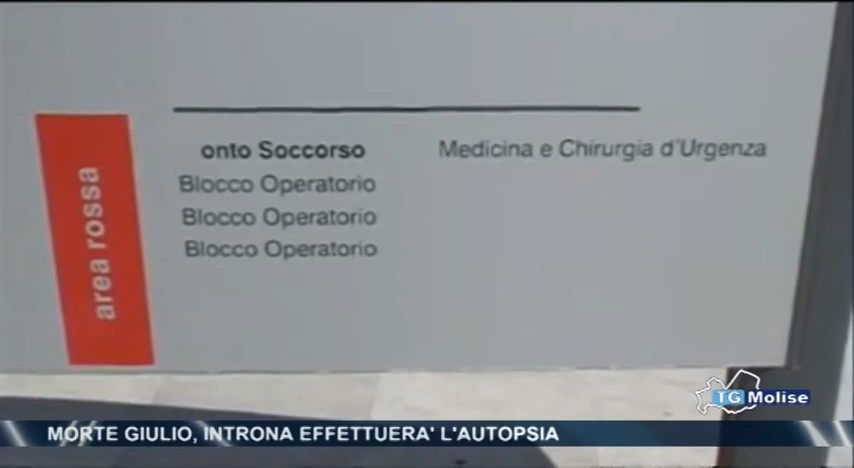 onto Soccorso
Medicina e Chirurgia d'Urgenza
Blocco Operatorio
Blocco Operatorio
Blocco Operatorio
area rossa
TG Molise
MORTE GIULIO, INTRONA EFFETTUERA' L'AUTOPSIA